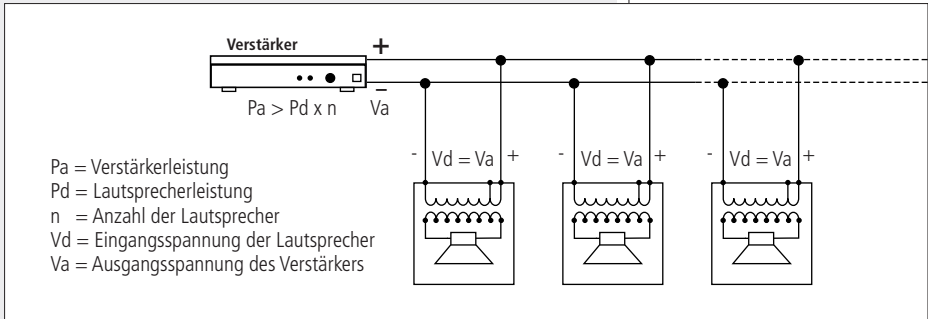 Verstärker
+
−
Pa > Pd x n Va
- Vd = Va +
- Vd = Va +
- Vd = Va +
Pa = Verstärkerleistung
Pd = Lautsprecherleistung
n = Anzahl der Lautsprecher
Vd = Eingangsspannung der Lautsprecher
Va = Ausgangsspannung des Verstärkers